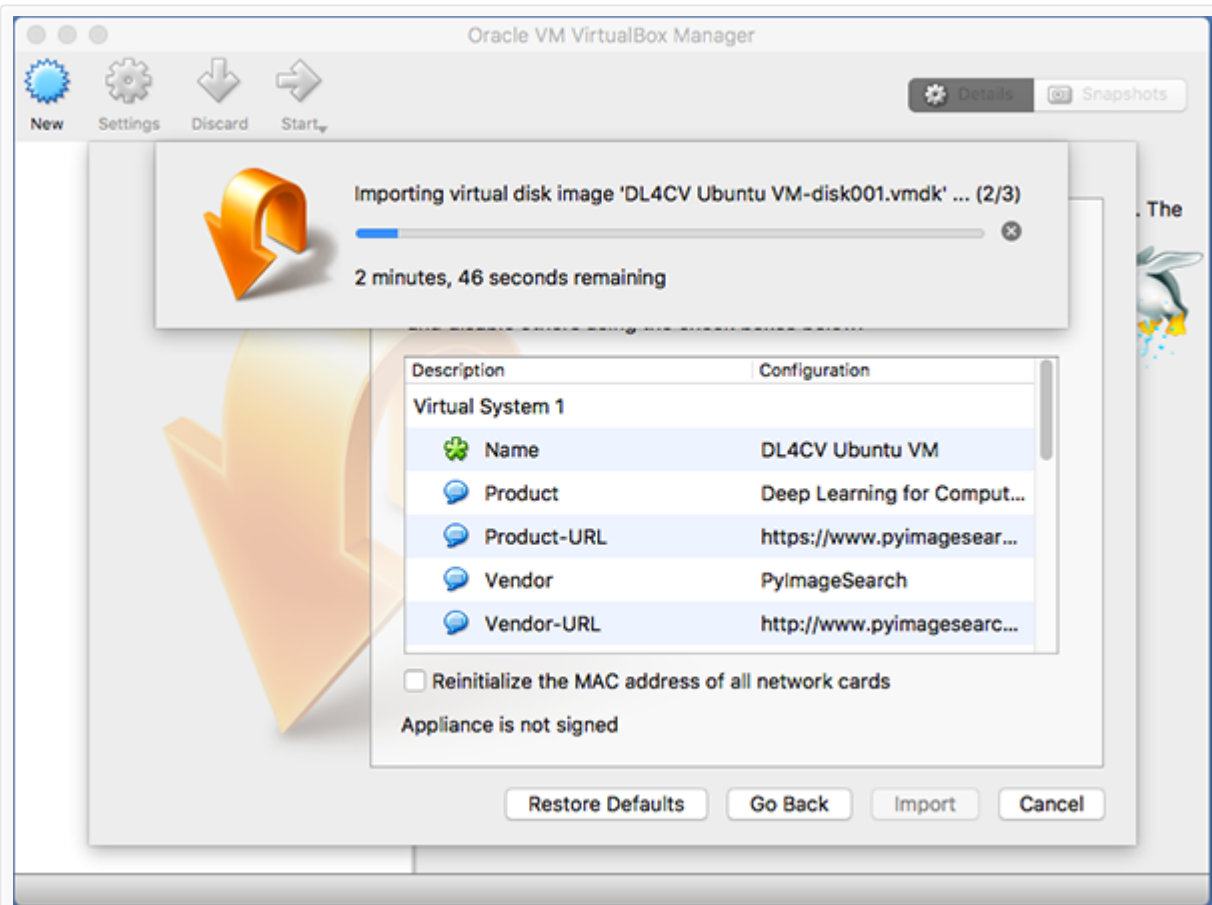 Oracle VM VirtualBox Manager
New Settings Discard Start
Details Snapshots
Importing virtual disk image 'DL4CV Ubuntu VM-disk001.vmdk' ... (2/3)
2 minutes, 46 seconds remaining
. The
Description Configuration
Virtual System 1
Name DL4CV Ubuntu VM
Product Deep Learning for Comput...
Product-URL https://www.pyimagesear...
Vendor PyImageSearch
Vendor-URL http://www.pyimagesearc...
Reinitialize the MAC address of all network cards
Appliance is not signed
Restore Defaults Go Back Import Cancel